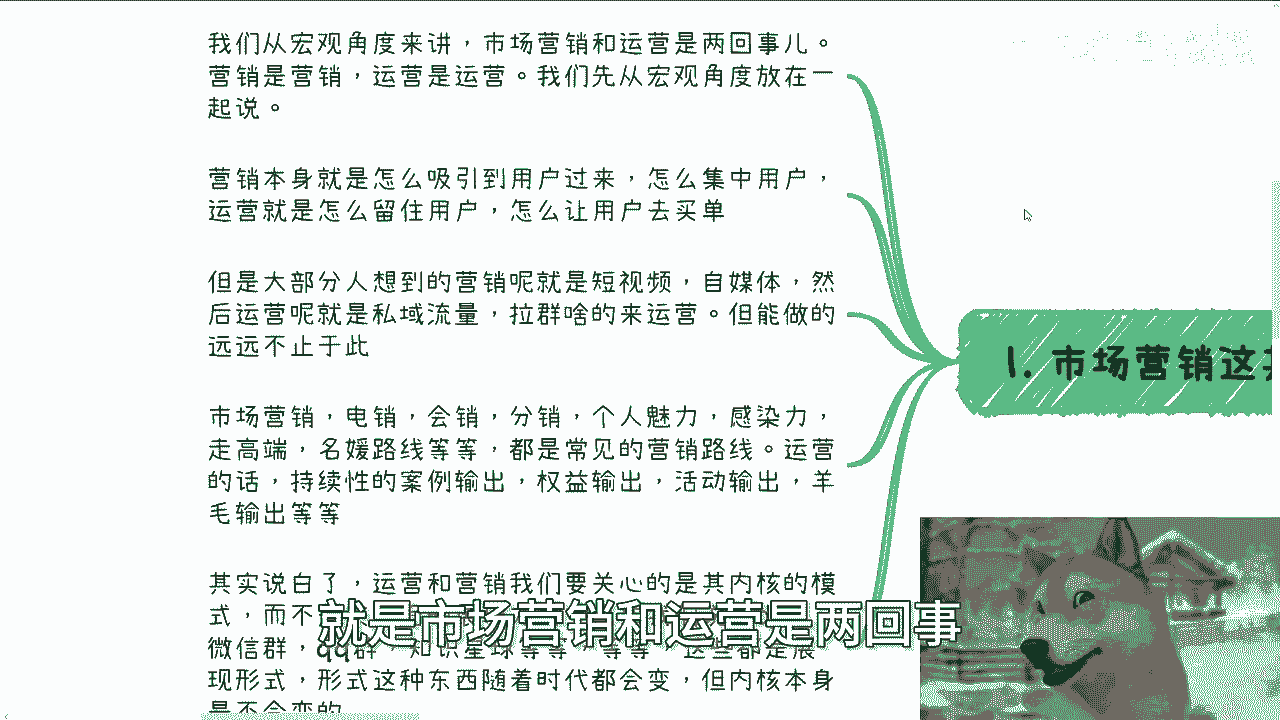 我们从宏观角度来讲，市场营销和运营是两回事儿。
营销是营销，运营是运营。我们先从宏观角度放在一
起说。
营销本身就是怎么吸引到用户过来，怎么集中用户，
运营就是怎么留住用户，怎么让用户去买单
但是大部分人想到的营销呢就是短视频，自媒体，然
后运营呢就是私域流量，拉群啥的来运营。但能做的
远远不止于此
市场营销，电销，会销，分销，个人魅力，感染力，
走高端，名媛路线等等，都是常见的营销路线。运营
的话，持续性的案例输出，权益输出，活动输出，羊
毛输出等等
其实说白了，运营和营销我们要关心的是其内核的模
式，而不
微信群，qq群，知识星球等等，等等，这些都是展
现形式，形式这种东西随着时代都会变，但内核本身
是不会变的
1. 市场营销这
就是市场营销和运营是两回事